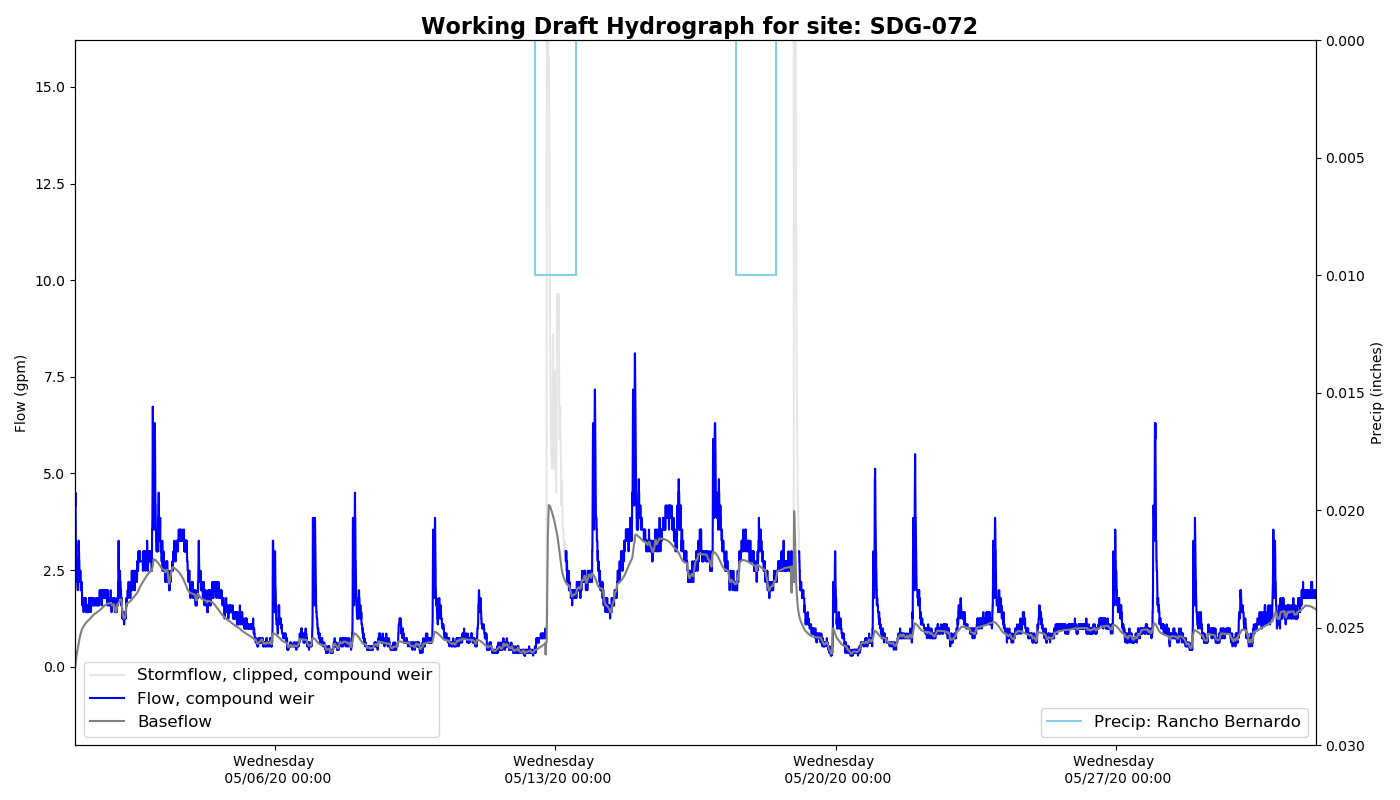 Working Draft Hydrograph for site: SDG-072
Flow (gpm)
15.0
12.5
10.0
7.5
5.0
2.5
0.0
0.000
0.005
0.010
0.015
0.020
0.025
0.030
Precip (inches)
Stormflow, clipped, compound weir
Flow, compound weir
Baseflow
Precip: Rancho Bernardo
Wednesday
05/06/20 00:00
Wednesday
05/13/20 00:00
Wednesday
05/20/20 00:00
Wednesday
05/27/20 00:00